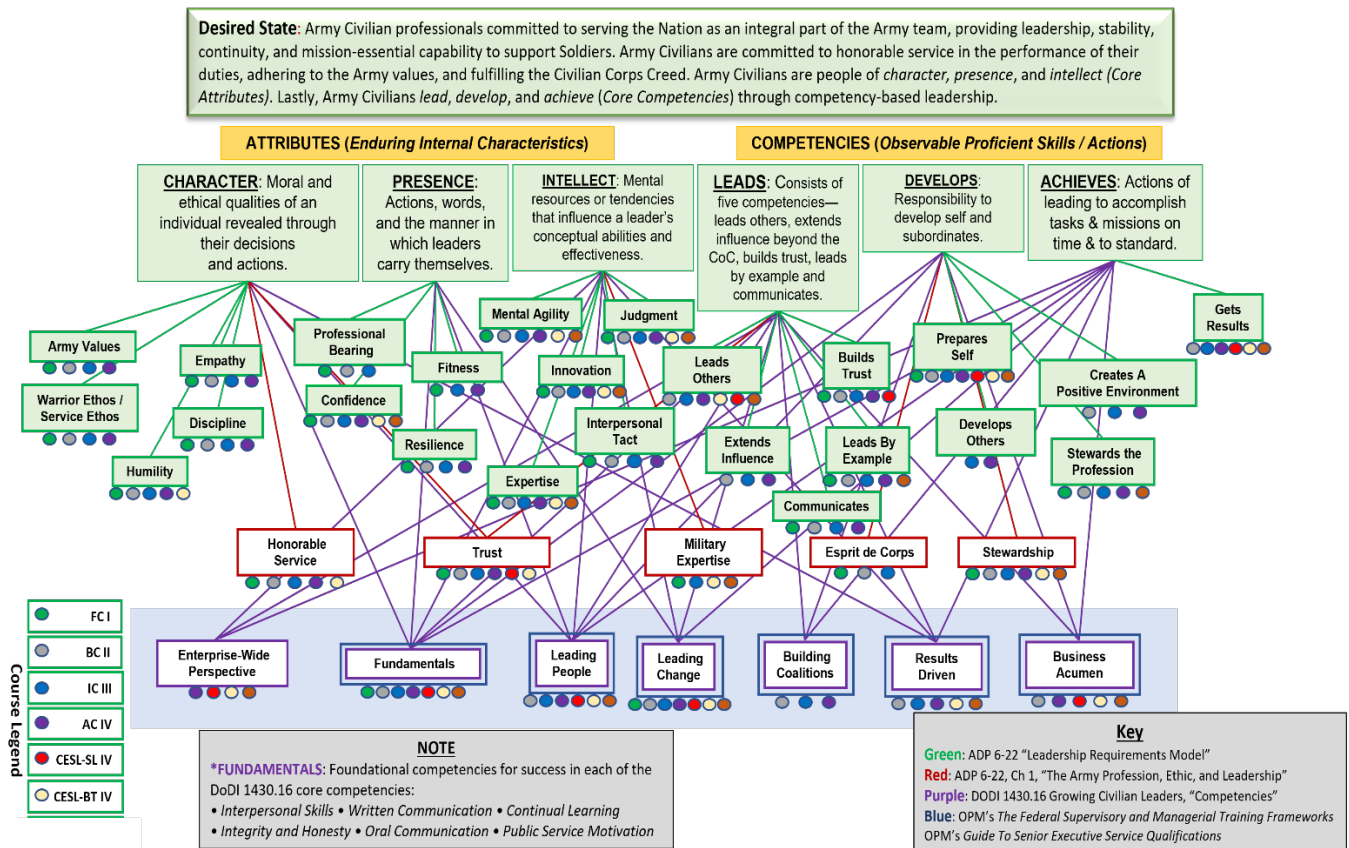 Desired State: Army Civilian professionals committed to serving the Nation as an integral part of the Army team, providing leadership, stability,
continuity, and mission-essential capability to support Soldiers. Army Civilians are committed to honorable service in the performance of their
duties, adhering to the Army values, and fulfilling the Civilian Corps Creed. Army Civilians are people of character, presence, and intellect (Core
Attributes). Lastly, Army Civilians lead, develop, and achieve (Core Competencies) through competency-based leadership.
ATTRIBUTES (Enduring Internal Characteristics)
COMPETENCIES (Observable Proficient Skills / Actions)
CHARACTER: Moral and
ethical qualities of an
individual revealed through
their decisions
and actions.
PRESENCE:
Actions, words,
and the manner in
which leaders
carry themselves.
INTELLECT: Mental
resources or tendencies
that influence a leader's
conceptual abilities and
effectiveness.
LEADS: Consists of
five competencies—
leads others, extends
influence beyond the
CoC, builds trust, leads
by example and
communicates.
DEVELOPS:
Responsibility to
develop self and
subordinates.
ACHIEVES: Actions of
leading to accomplish
tasks & missions on
time & to standard.
Army Values
Empathy
Professional
Bearing
Mental Agility
Judgment
Gets
Results
Warrior Ethos /
Service Ethos
Discipline
Confidence
Fitness
Innovation
Leads
Others
Builds
Trust
Prepares
Self
Creates A
Positive Environment
Humility
Resilience
Interpersonal
Tact
Expertise
Extends
Influence
Leads By
Example
Develops
Others
Stewards the
Profession
Communicates
Honorable
Service
Trust
Military
Expertise
Esprit de Corps
Stewardship
Enterprise-Wide
Perspective
Fundamentals
Leading
People
Leading
Change
Building
Coalitions
Results
Driven
Business
Acumen
Course Legend
FC I
BC II
IC III
AC IV
CESL-SL IV
CESL-BT IV
NOTE
*FUNDAMENTALS: Foundational competencies for success in each of the
DoDI 1430.16 core competencies:
• Interpersonal Skills • Written Communication • Continual Learning
• Integrity and Honesty • Oral Communication • Public Service Motivation
Key
Green: ADP 6-22 "Leadership Requirements Model"
Red: ADP 6-22, Ch 1, "The Army Profession, Ethic, and Leadership"
Purple: DODI 1430.16 Growing Civilian Leaders, "Competencies"
Blue: OPM's The Federal Supervisory and Managerial Training Frameworks
OPM's Guide To Senior Executive Service Qualifications